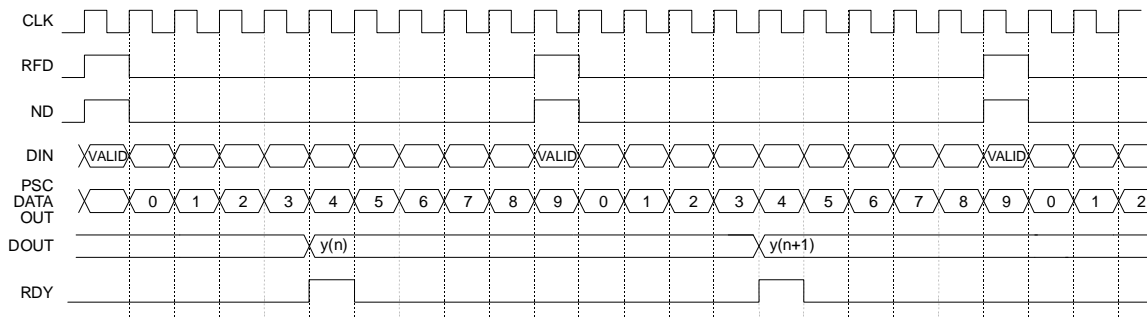 CLK
RFD
ND
DIN VALID VALID VALID
PSC
DATA
OUT
0 1 2 3 4 5 6 7 8 9 0 1 2 3 4 5 6 7 8 9 0 1 2
DOUT y(n) y(n+1)
RDY